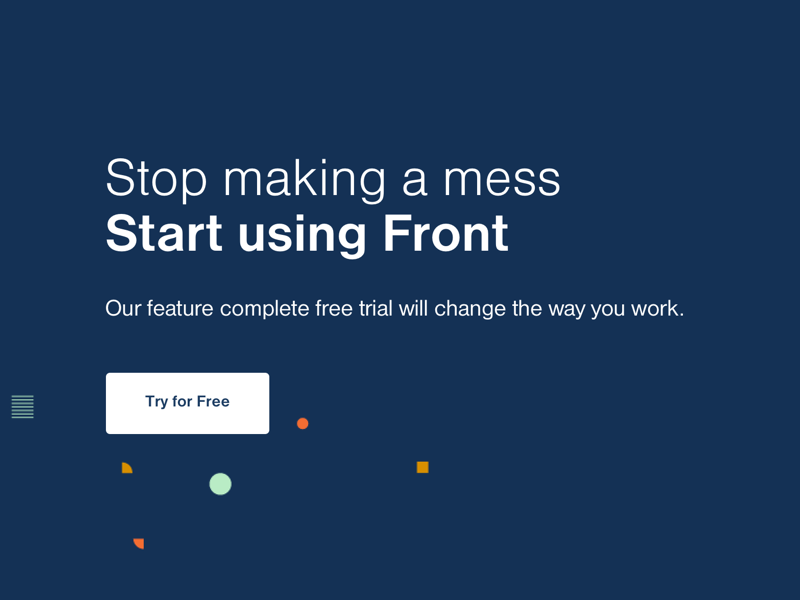 Stop making a mess
Start using Front
Our feature complete free trial will change the way you work.
Try for Free